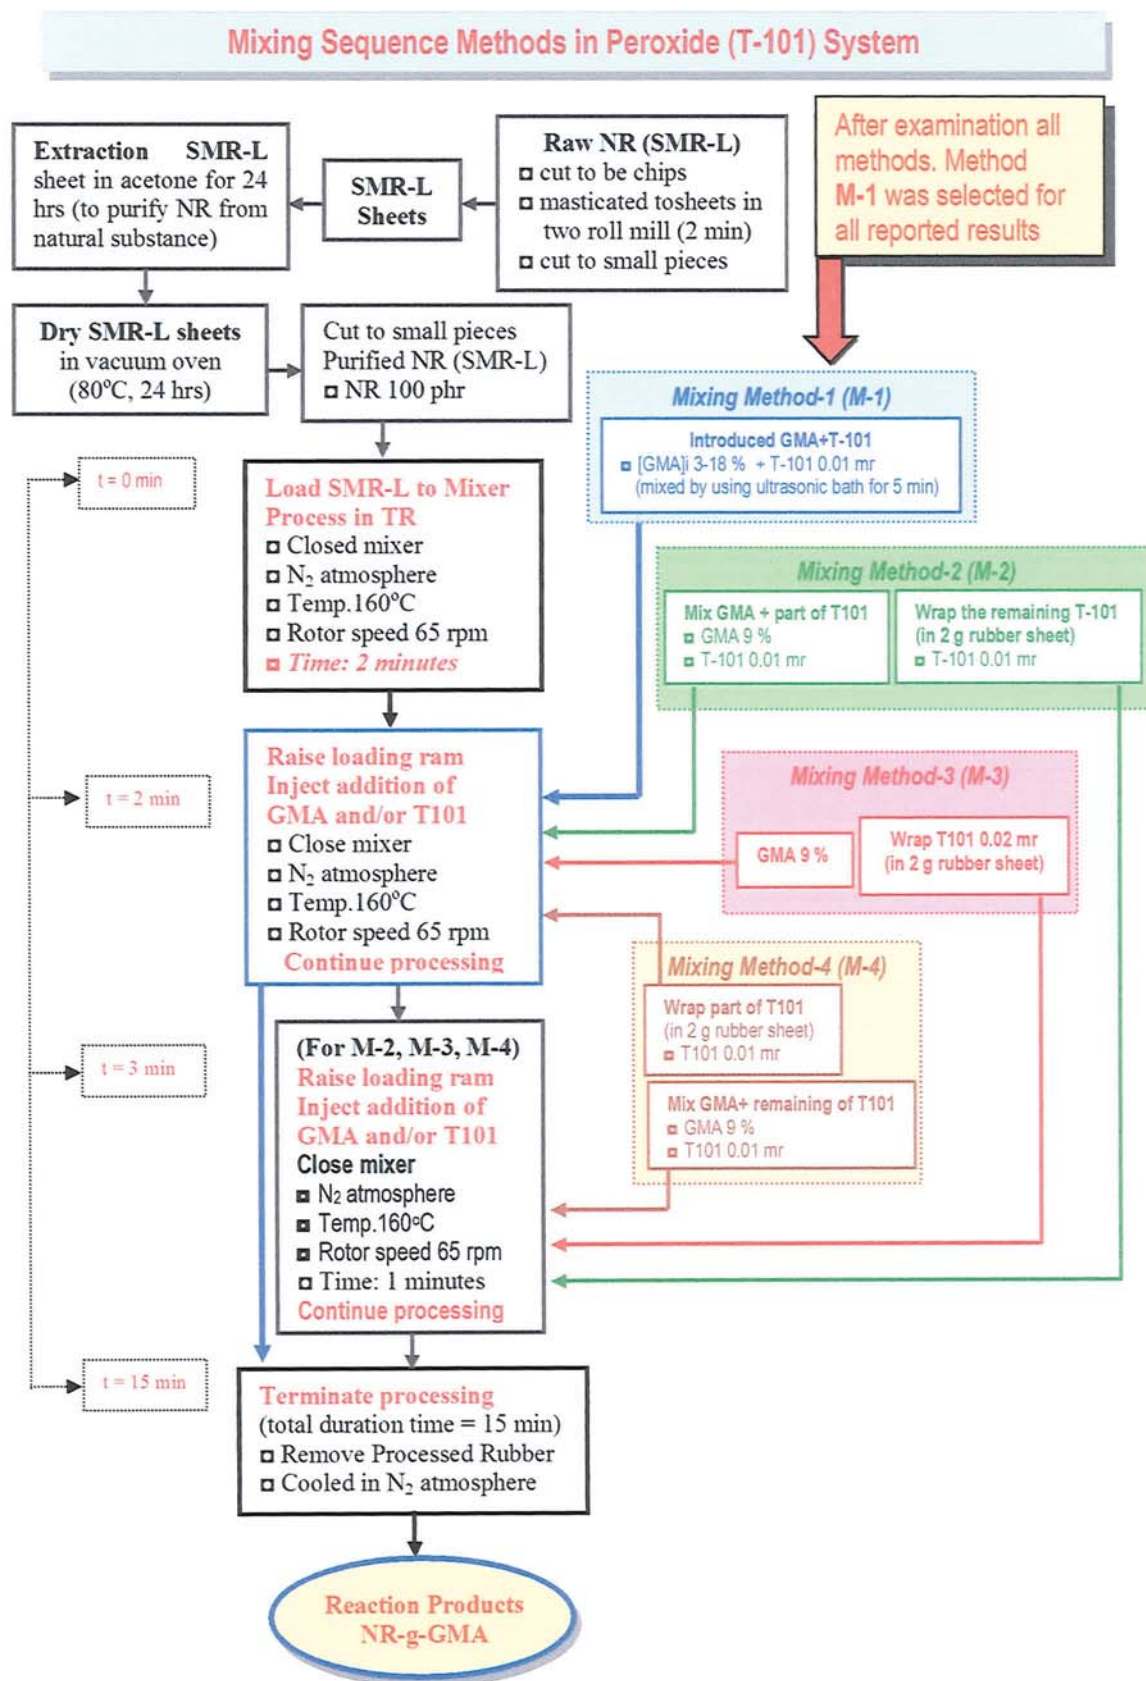 Mixing Sequence Methods in Peroxide (T-101) System
Extraction SMR-L
sheet in acetone for 24
hrs (to purify NR from
natural substance)
SMR-L
Sheets
Raw NR (SMR-L)
cut to be chips
masticated tosheets in
two roll mill (2 min)
cut to small pieces
After examination all
methods. Method
M-1 was selected for
all reported results
Dry SMR-L sheets
in vacuum oven
(80°C, 24 hrs)
Cut to small pieces
Purified NR (SMR-L)
NR 100 phr
Mixing Method-1 (M-1)
Introduced GMA+T-101
[GMA]i 3-18 % + T-101 0.01 mr
(mixed by using ultrasonic bath for 5 min)
t = 0 min
Load SMR-L to Mixer
Process in TR
Closed mixer
N₂ atmosphere
Temp.160°C
Rotor speed 65 rpm
Time: 2 minutes
Mixing Method-2 (M-2)
Mix GMA + part of T101
GMA 9 %
T-101 0.01 mr
Wrap the remaining T-101
(in 2 g rubber sheet)
T-101 0.01 mr
t = 2 min
Raise loading ram
Inject addition of
GMA and/or T101
Close mixer
N₂ atmosphere
Temp.160°C
Rotor speed 65 rpm
Continue processing
Mixing Method-3 (M-3)
GMA 9 %
Wrap T101 0.02 mr
(in 2 g rubber sheet)
Mixing Method-4 (M-4)
Wrap part of T101
(in 2 g rubber sheet)
T101 0.01 mr
Mix GMA+ remaining of T101
GMA 9 %
T101 0.01 mr
t = 3 min
(For M-2, M-3, M-4)
Raise loading ram
Inject addition of
GMA and/or T101
Close mixer
N₂ atmosphere
Temp.160°C
Rotor speed 65 rpm
Time: 1 minutes
Continue processing
t = 15 min
Terminate processing
(total duration time = 15 min)
Remove Processed Rubber
Cooled in N₂ atmosphere
Reaction Products
NR-g-GMA